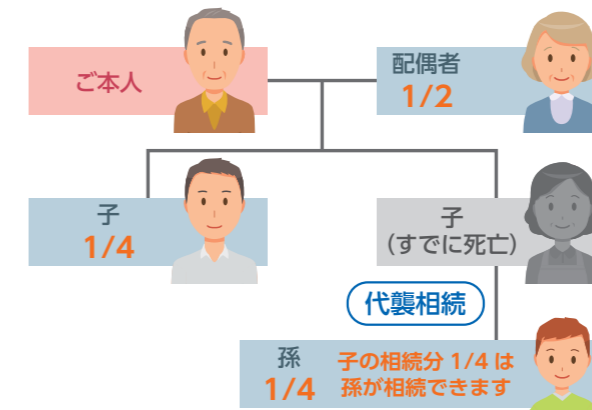 ご本人
配偶者
1/2
子
1/4
子
(すでに死亡)
代襲相続
孫
1/4
子の相続分 1/4 は
孫が相続できます